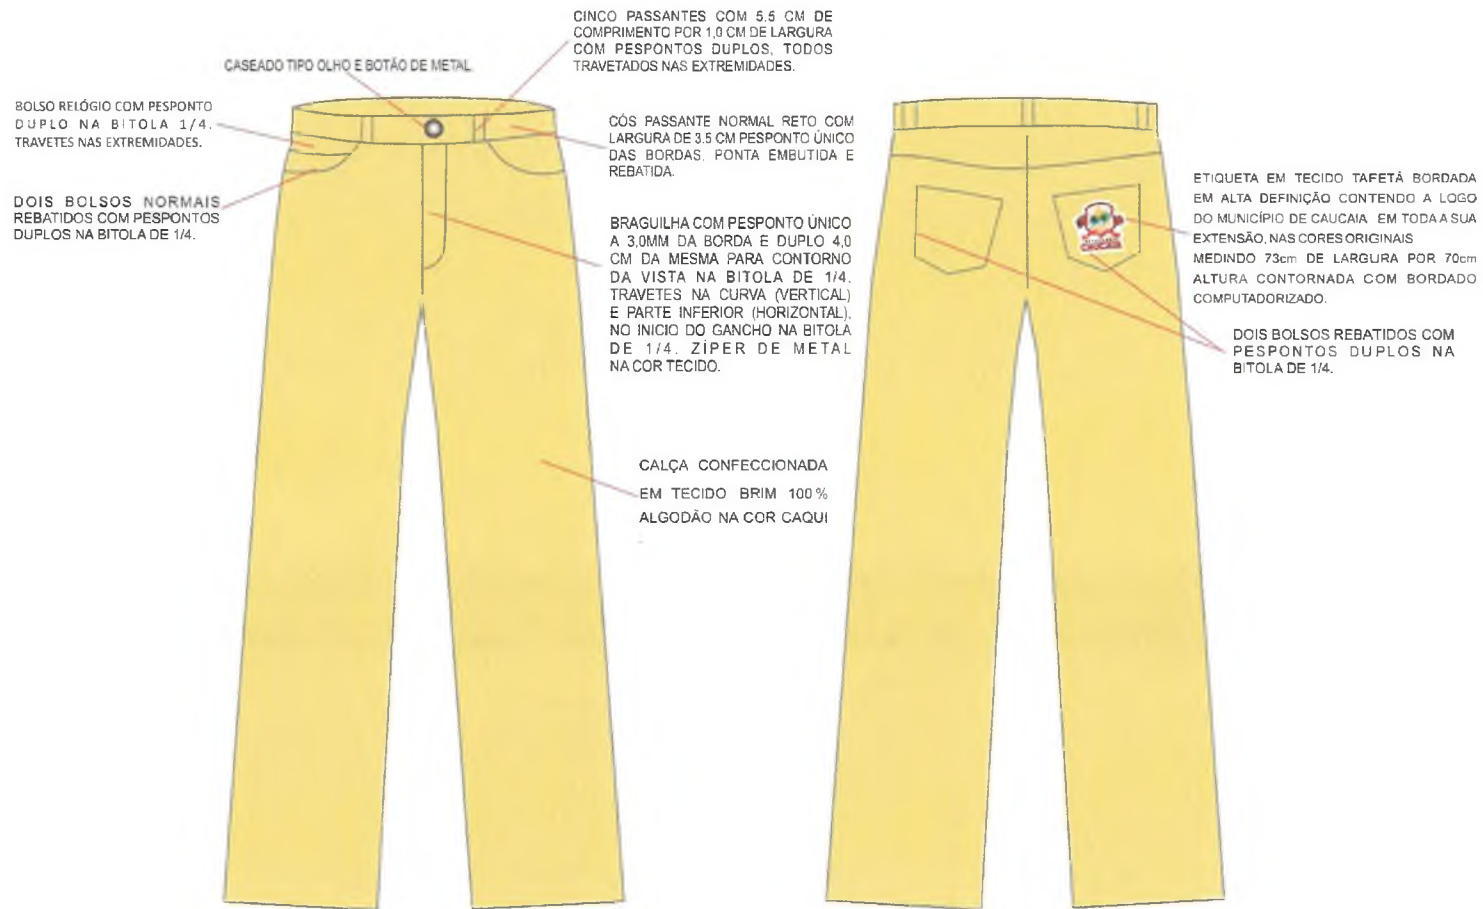 CINCO PASSANTES COM 5.5 CM DE
COMPRIMENTO POR 1,0 CM DE LARGURA
COM PESPONTOS DUPLOS, TODOS
TRAVETADOS NAS EXTREMIDADES.
CASEADO TIPO OLHO E BOTÃO DE METAL
BOLSO RELÓGIO COM PESPONTO
DUPLO NA BITOLA 1/4.
TRAVETES NAS EXTREMIDADES.
DOIS BOLSOS NORMAIS
REBATIDOS COM PESPONTOS
DUPLOS NA BITOLA DE 1/4.
CÓS PASSANTE NORMAL RETO COM
LARGURA DE 3.5 CM PESPONTO ÚNICO
DAS BORDAS, PONTA EMBUTIDA E
REBATIDA.
BRAGUILHA COM PESPONTO ÚNICO
A 3,0MM DA BORDA E DUPLO 4,0
CM DA MESMA PARA CONTORNO
DA VISTA NA BITOLA DE 1/4.
TRAVETES NA CURVA (VERTICAL)
E PARTE INFERIOR (HORIZONTAL),
NO INICIO DO GANCHO NA BITOLA
DE 1/4. ZÍPER DE METAL
NA COR TECIDO.
CALÇA CONFECCIONADA
EM TECIDO BRIM 100%
ALGODÃO NA COR CAQUI
ETIQUETA EM TECIDO TAFETÁ BORDADA
EM ALTA DEFINIÇÃO CONTENDO A LOGO
DO MUNICÍPIO DE CAUCAIA EM TODA A SUA
EXTENSÃO, NAS CORES ORIGINAIS
MEDINDO 73cm DE LARGURA POR 70cm
ALTURA CONTORNADA COM BORDADO
COMPUTADORIZADO.
CAUCAIA
DOIS BOLSOS REBATIDOS COM
PESPONTOS DUPLOS NA
BITOLA DE 1/4.